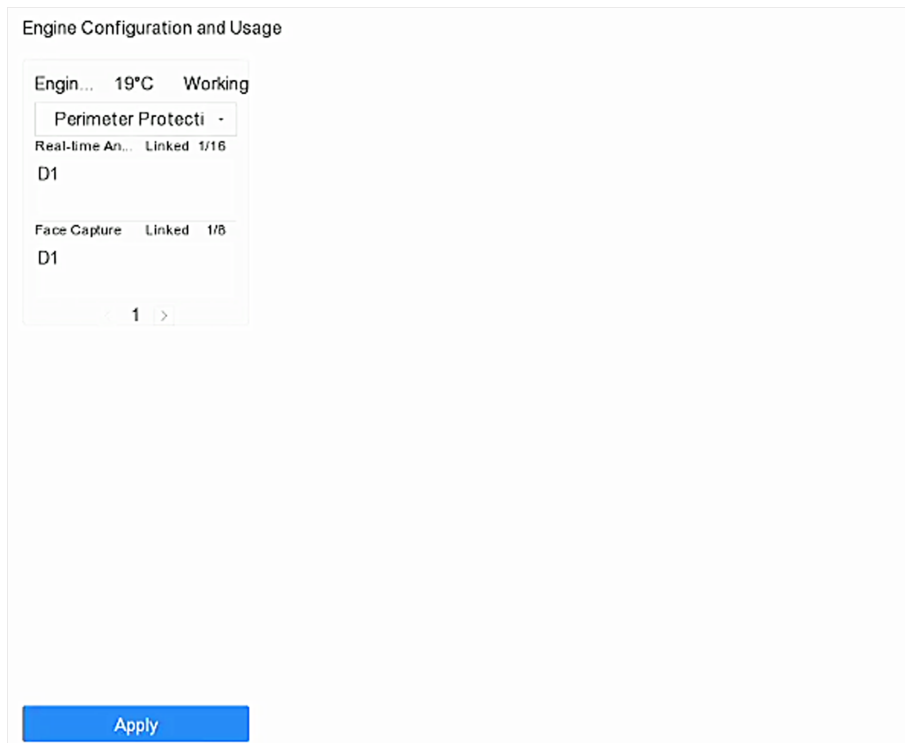 Engine Configuration and Usage
Engin... 19°C Working
Perimeter Protecti
Real-time An... Linked 1/16
D1
Face Capture Linked 1/8
D1
< 1 >
Apply